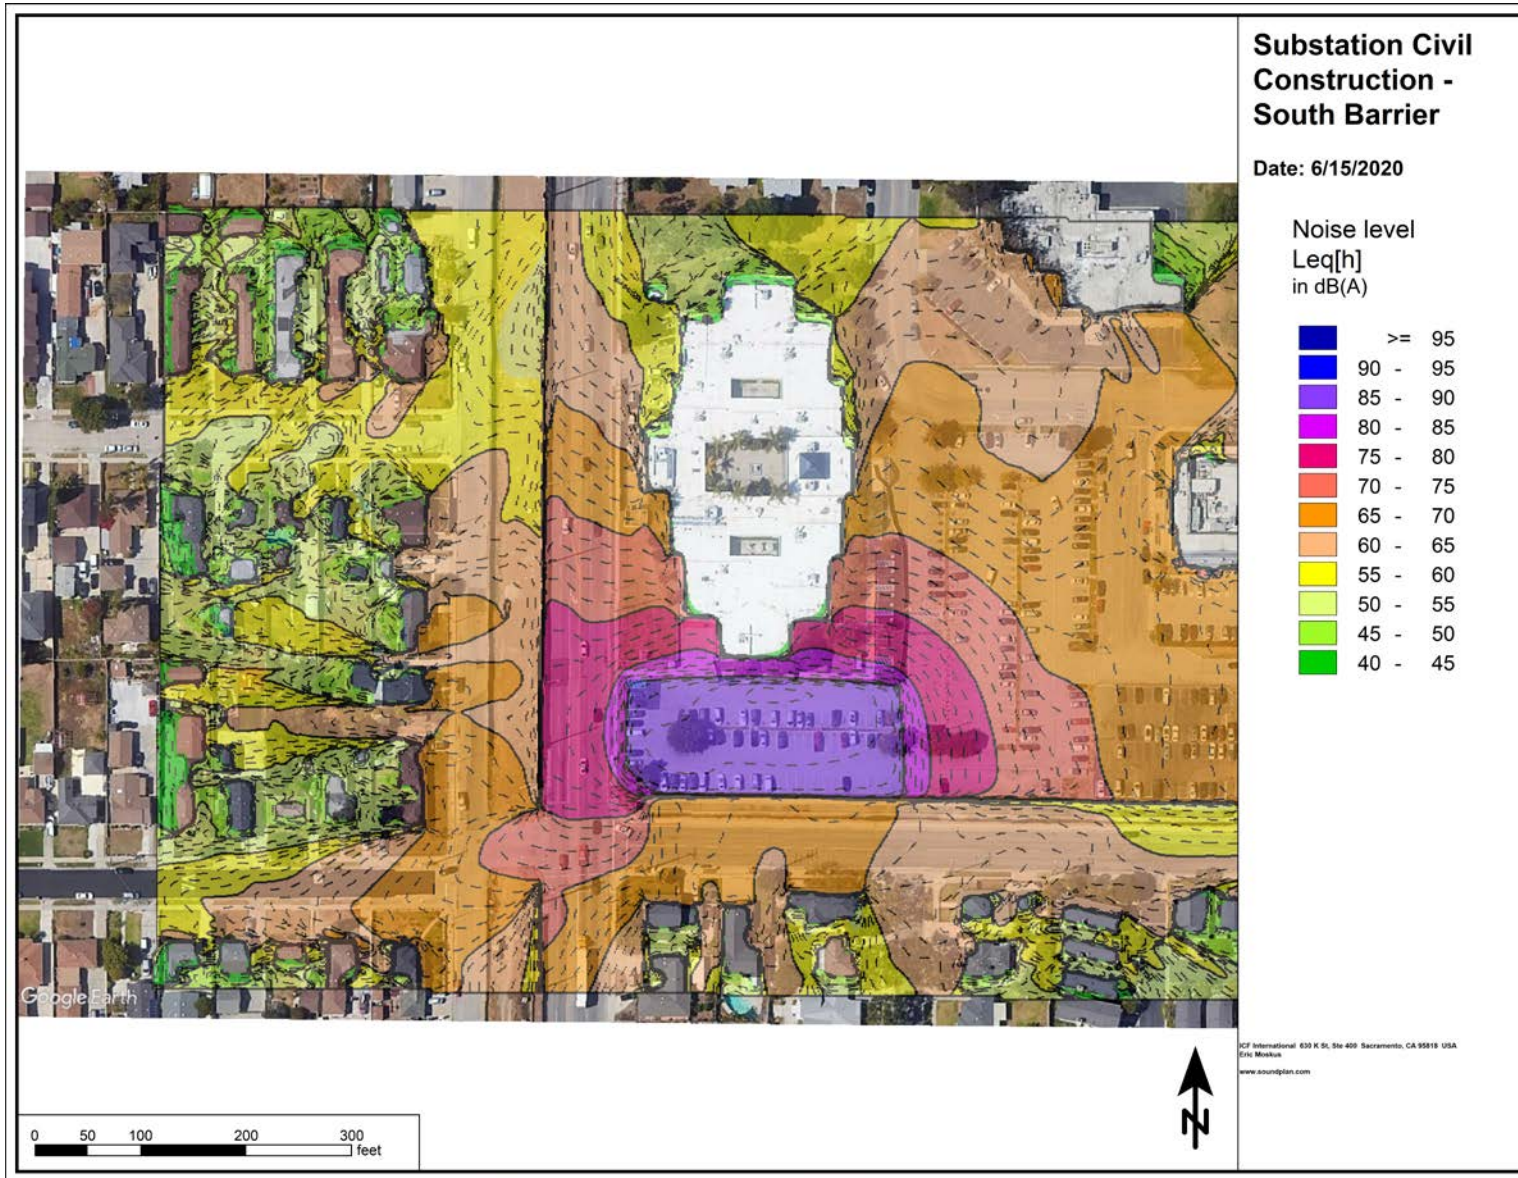 Substation Civil
Construction -
South Barrier
Date: 6/15/2020
Noise level
Leq[h]
in dB(A)
>= 95
90 - 95
85 - 90
80 - 85
75 - 80
70 - 75
65 - 70
60 - 65
55 - 60
50 - 55
45 - 50
40 - 45
Google Earth
ICF International 630 K St, Ste 400 Sacramento, CA 95818 USA
Eric Moskus
www.soundplan.com
N
0 50 100 200 300
feet